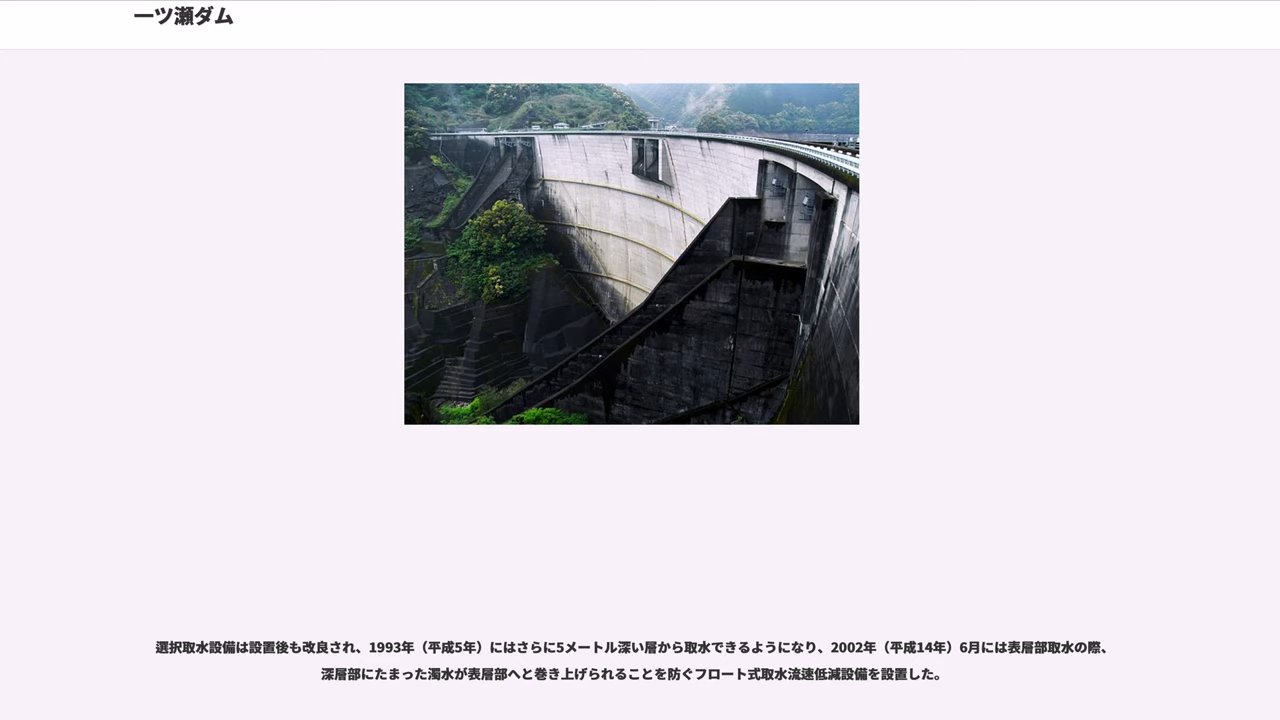 一ツ瀬ダム
選択取水設備は設置後も改良され、1993年（平成5年）にはさらに5メートル深い層から取水できるようになり、2002年（平成14年）6月には表層部取水の際、
深層部にたまった濁水が表層部へと巻き上げられることを防ぐフロート式取水流速低減設備を設置した。